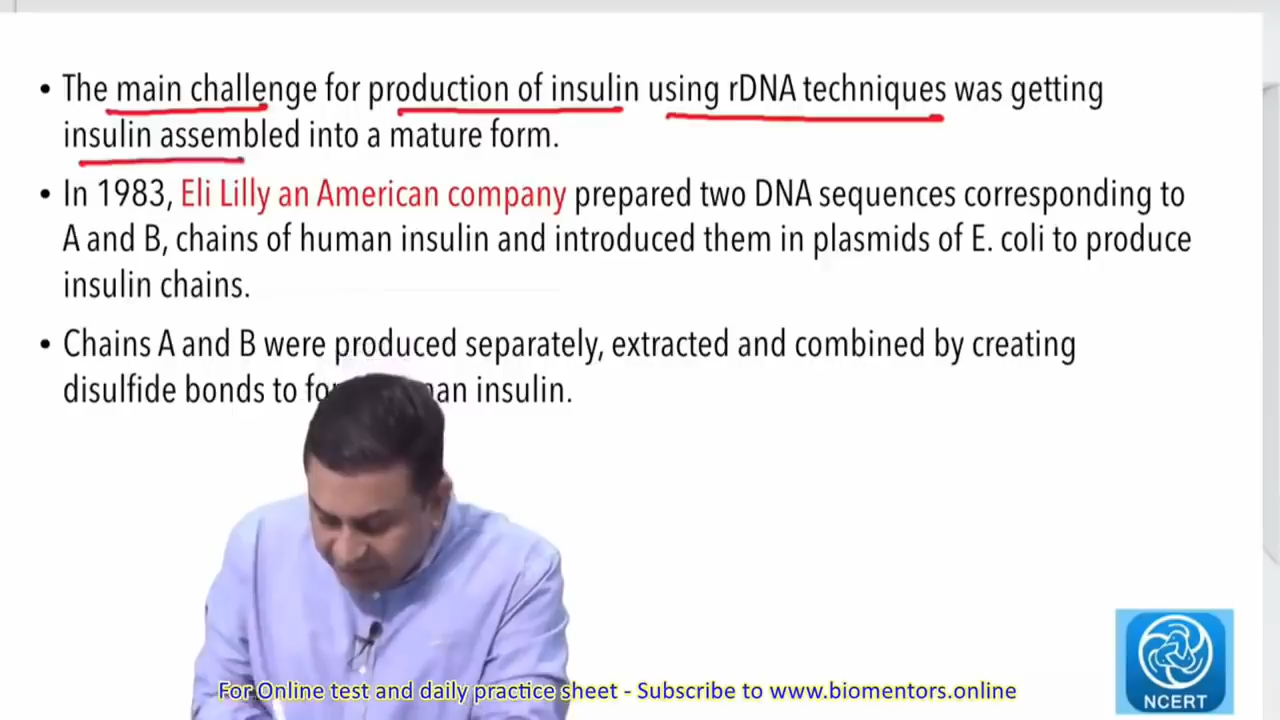 • The main challenge for production of insulin using rDNA techniques was getting
insulin assembled into a mature form.
• In 1983, Eli Lilly an American company prepared two DNA sequences corresponding to
A and B, chains of human insulin and introduced them in plasmids of E. coli to produce
insulin chains.
• Chains A and B were produced separately, extracted and combined by creating
disulfide bonds to an insulin.
For Online test and daily practice sheet - Subscribe to www.biomentors.online
NCERT